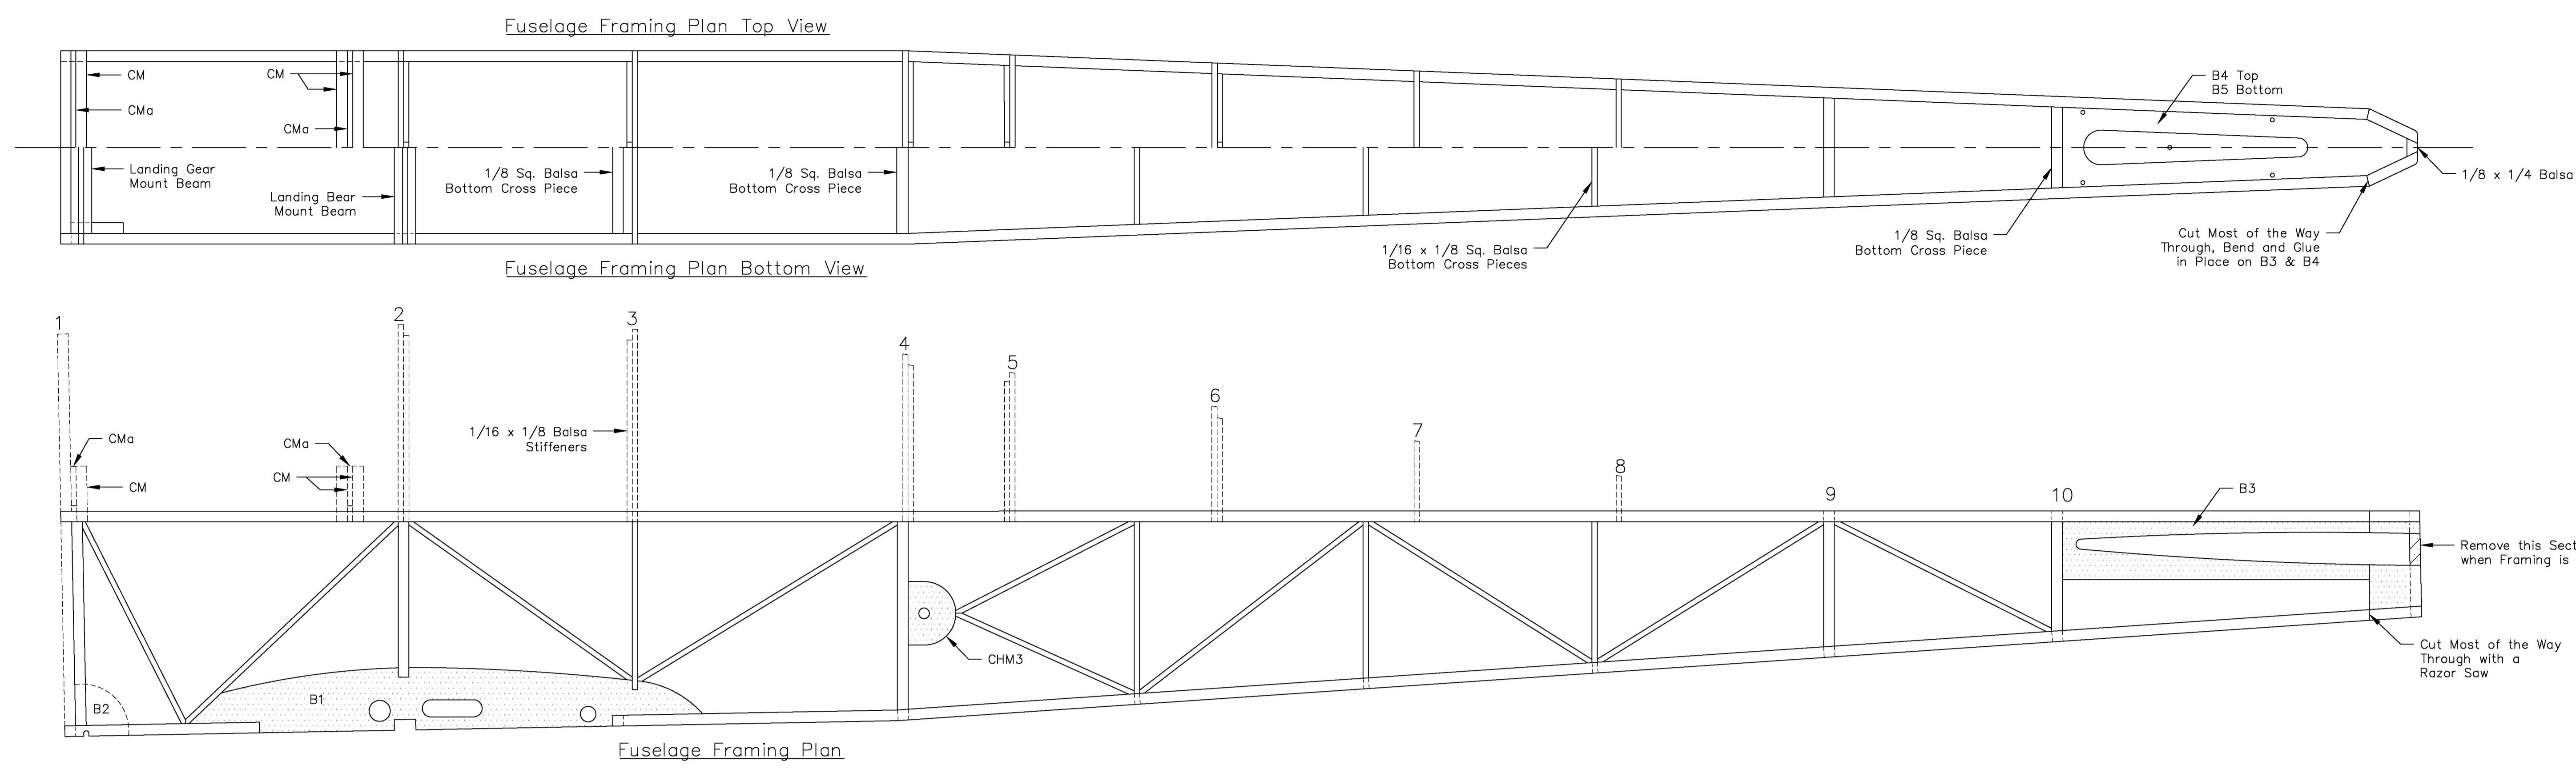 Fuselage Framing Plan Top View
CM
CMa
CM
CMa
Landing Gear
Mount Beam
Landing Bear
Mount Beam
1/8 Sq. Balsa
Bottom Cross Piece
1/8 Sq. Balsa
Bottom Cross Piece
1/16 x 1/8 Sq. Balsa
Bottom Cross Pieces
1/8 Sq. Balsa
Bottom Cross Piece
B4 Top
B5 Bottom
1/8 x 1/4 Balsa
Cut Most of the Way
Through, Bend and Glue
in Place on B3 & B4
Fuselage Framing Plan Bottom View
1
2
3
4
5
6
7
8
9
10
CMa
CM
CMa
CM
1/16 x 1/8 Balsa
Stiffeners
B3
Remove this Sect
when Framing is
CHM3
B1
B2
Cut Most of the Way
Through with a
Razor Saw
Fuselage Framing Plan